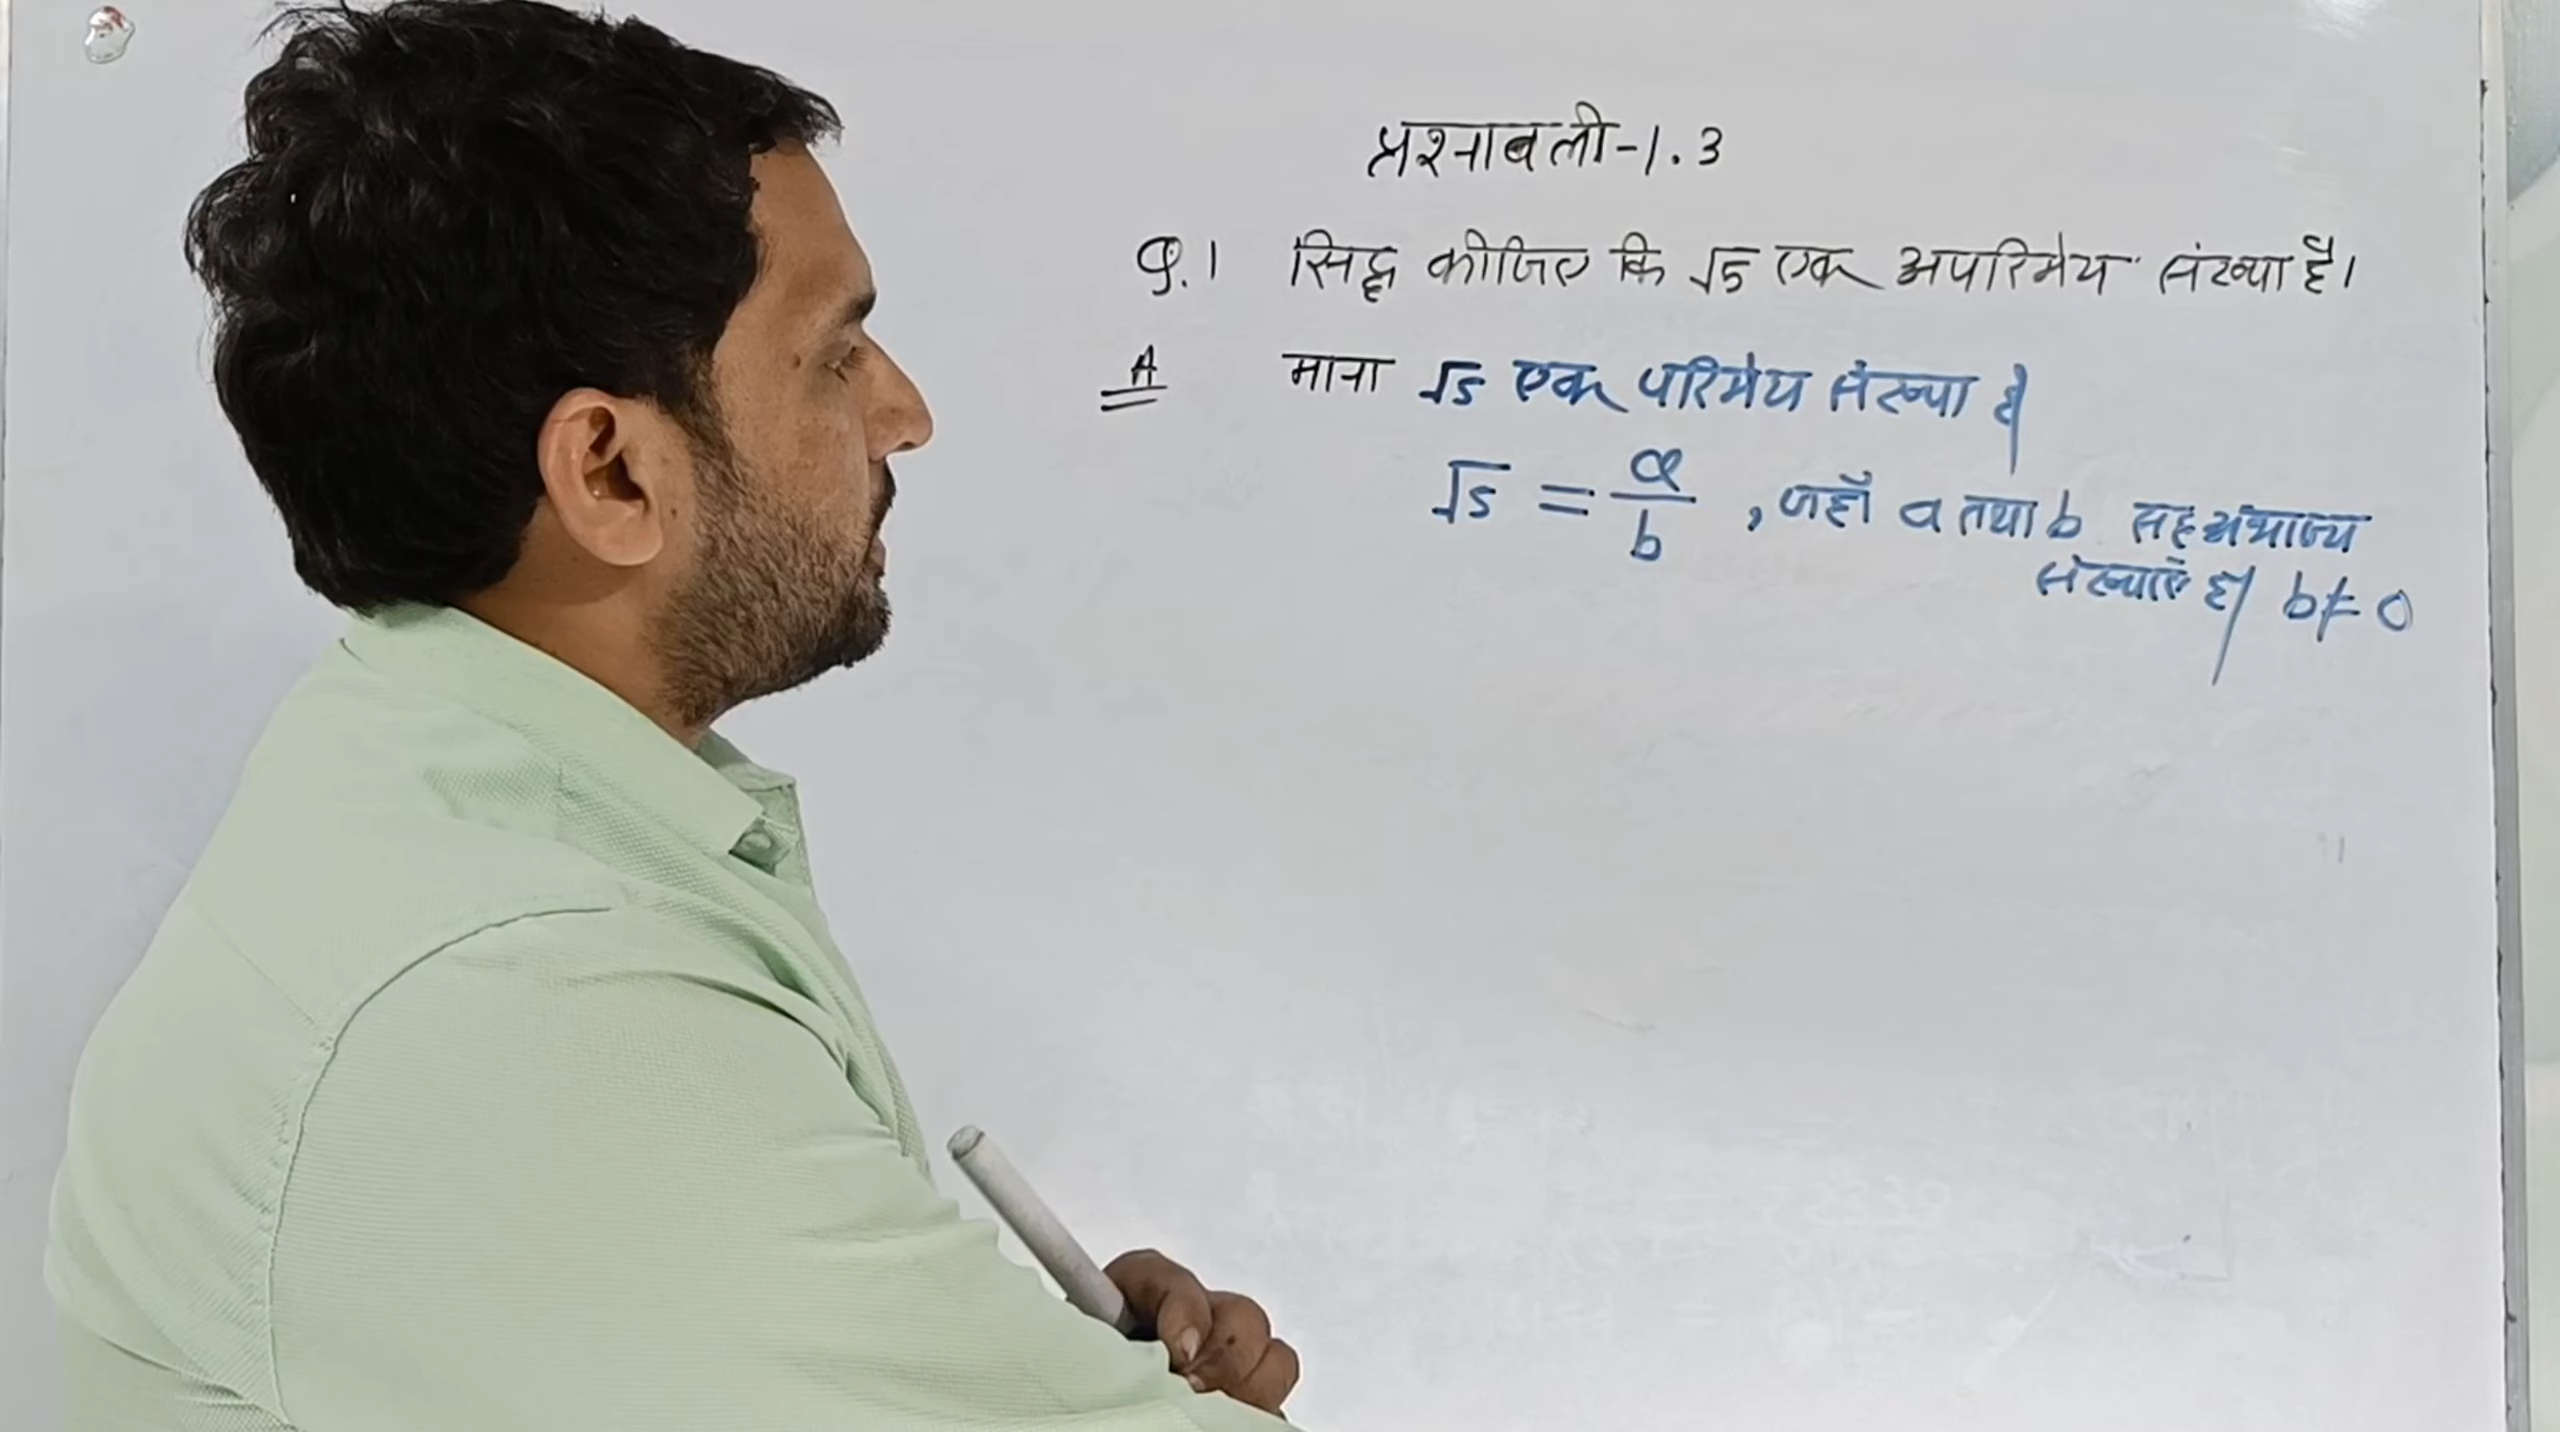 प्रश्नावली-1.3
Q.1 सिद्ध कीजिए कि √5 एक अपरिमेय संख्या है।
A माना √5 एक परिमेय संख्या है|
√5 = a/b , जहाँ a तथा b सहअभाज्य
संख्याएं है| b≠0